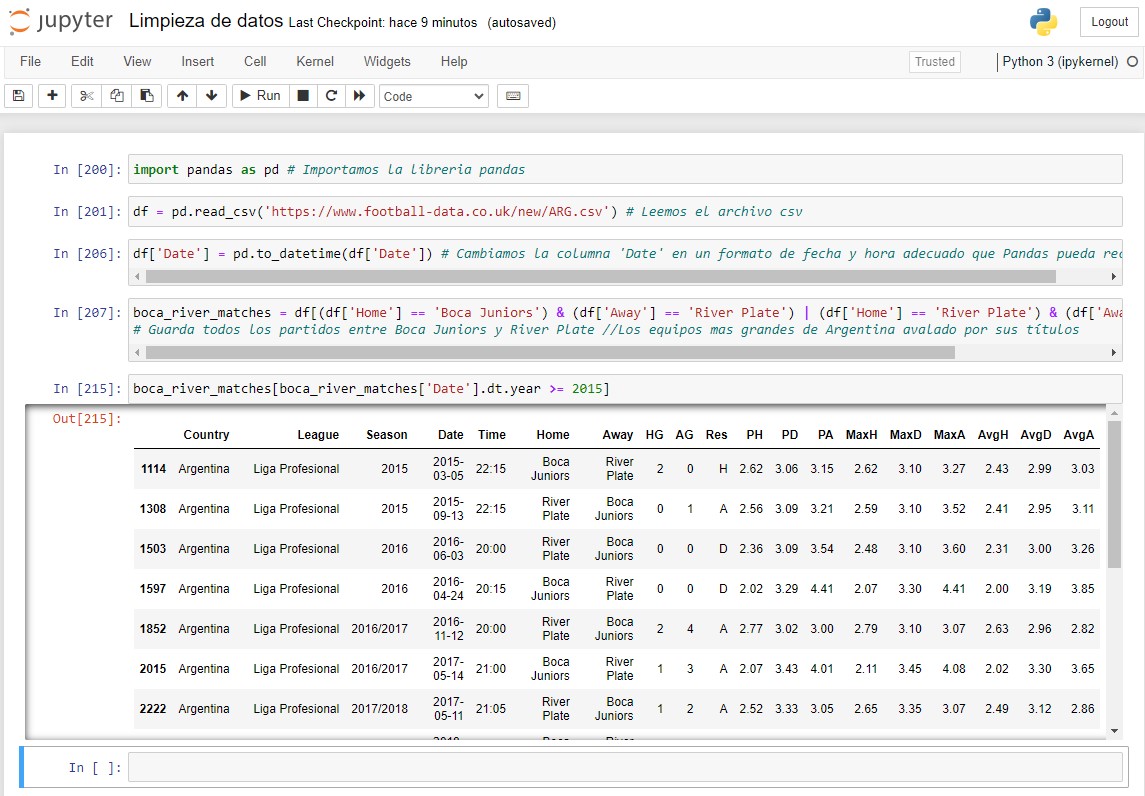 jupyter Limpieza de datos Last Checkpoint: hace 9 minutos (autosaved)
Logout
File Edit View Insert Cell Kernel Widgets Help Trusted Python 3 (ipykernel)
Run Code
In [200]: import pandas as pd # Importamos la libreria pandas
In [201]: df = pd.read_csv('https://www.football-data.co.uk/new/ARG.csv') # Leemos el archivo csv
In [206]: df['Date'] = pd.to_datetime(df['Date']) # Cambiamos la columna 'Date' en un formato de fecha y hora adecuado que Pandas pueda
In [207]: boca_river_matches = df[(df['Home'] == 'Boca Juniors') & (df['Away'] == 'River Plate') | (df['Home'] == 'River Plate') & (df['
# Guarda todos los partidos entre Boca Juniors y River Plate //Los equipos mas grandes de Argentina avalado por sus títulos
In [215]: boca_river_matches[boca_river_matches['Date'].dt.year >= 2015]
Out[215]:
Country League Season Date Time Home Away HG AG Res PH PD PA MaxH MaxD MaxA AvgH AvgD AvgA
1114 Argentina Liga Profesional 2015 2015-03-05 22:15 Boca Juniors River Plate 2 0 H 2.62 3.06 3.15 2.62 3.10 3.27 2.43 2.99 3.03
1308 Argentina Liga Profesional 2015 2015-09-13 22:15 River Plate Boca Juniors 0 1 A 2.56 3.09 3.21 2.59 3.10 3.52 2.41 2.95 3.11
1503 Argentina Liga Profesional 2016 2016-06-03 20:00 River Plate Boca Juniors 0 0 D 2.36 3.09 3.54 2.48 3.10 3.60 2.31 3.00 3.26
1597 Argentina Liga Profesional 2016 2016-04-24 20:15 Boca Juniors River Plate 0 0 D 2.02 3.29 4.41 2.07 3.30 4.41 2.00 3.19 3.85
1852 Argentina Liga Profesional 2016/2017 2016-11-12 20:00 River Plate Boca Juniors 2 4 A 2.77 3.02 3.00 2.79 3.10 3.07 2.63 2.96 2.82
2015 Argentina Liga Profesional 2016/2017 2017-05-14 21:00 Boca Juniors River Plate 1 3 A 2.07 3.43 4.01 2.11 3.45 4.08 2.02 3.30 3.65
2222 Argentina Liga Profesional 2017/2018 2017-05-11 21:05 River Plate Boca Juniors 1 2 A 2.52 3.33 3.05 2.65 3.35 3.07 2.49 3.12 2.86
In [ ]: